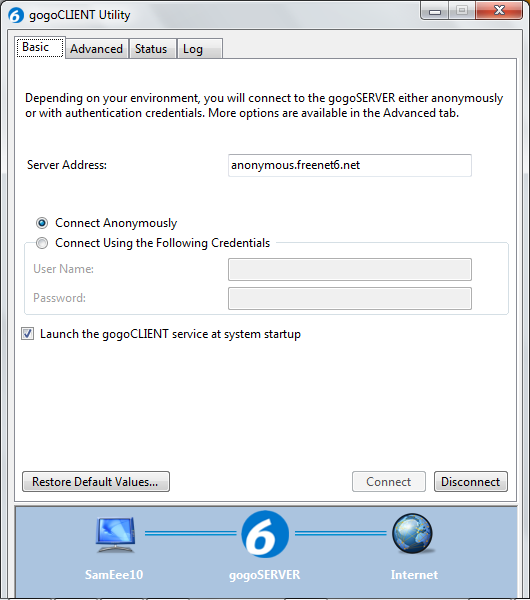 6 gogoCLIENT Utility
Basic Advanced Status Log
Depending on your environment, you will connect to the gogoSERVER either anonymously
or with authentication credentials. More options are available in the Advanced tab.
Server Address: anonymous.freenet6.net
Connect Anonymously
Connect Using the Following Credentials
User Name:
Password:
Launch the gogoCLIENT service at system startup
Restore Default Values... Connect Disconnect
6
SamEee10 gogoSERVER Internet